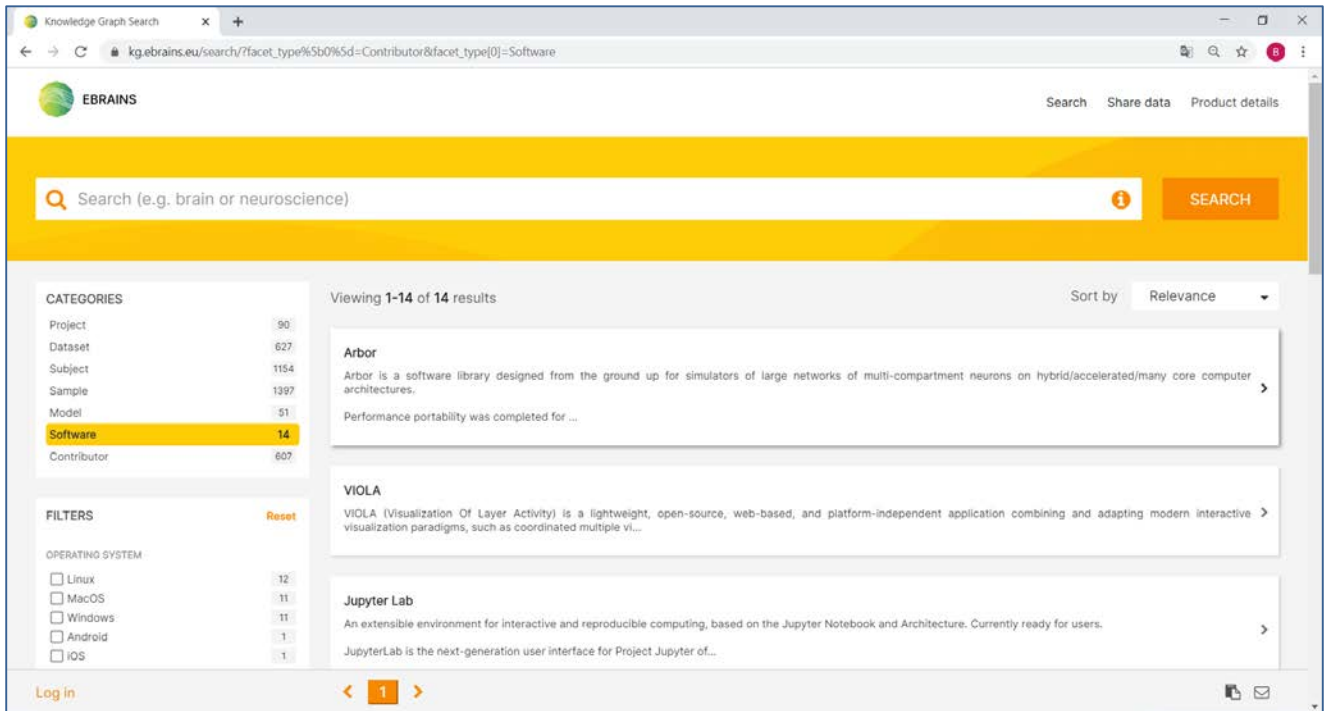 Knowledge Graph Search
kg.ebrains.eu/search/?facet_type%5b0%5d=Contributor&facet_type[0]=Software
B
EBRAINS
Search Share data Product details
Search (e.g. brain or neuroscience)
SEARCH
CATEGORIES
Project 90
Dataset 627
Subject 1154
Sample 1397
Model 51
Software 14
Contributor 607
FILTERS Reset
OPERATING SYSTEM
Linux 12
MacOS 11
Windows 11
Android 1
iOS 1
Viewing 1-14 of 14 results
Sort by Relevance
Arbor
Arbor is a software library designed from the ground up for simulators of large networks of multi-compartment neurons on hybrid/accelerated/many core computer
architectures.
Performance portability was completed for ...
VIOLA
VIOLA (Visualization Of Layer Activity) is a lightweight, open-source, web-based, and platform-independent application combining and adapting modern interactive
visualization paradigms, such as coordinated multiple vi...
Jupyter Lab
An extensible environment for interactive and reproducible computing, based on the Jupyter Notebook and Architecture. Currently ready for users.
JupyterLab is the next-generation user interface for Project Jupyter of...
Log in
1